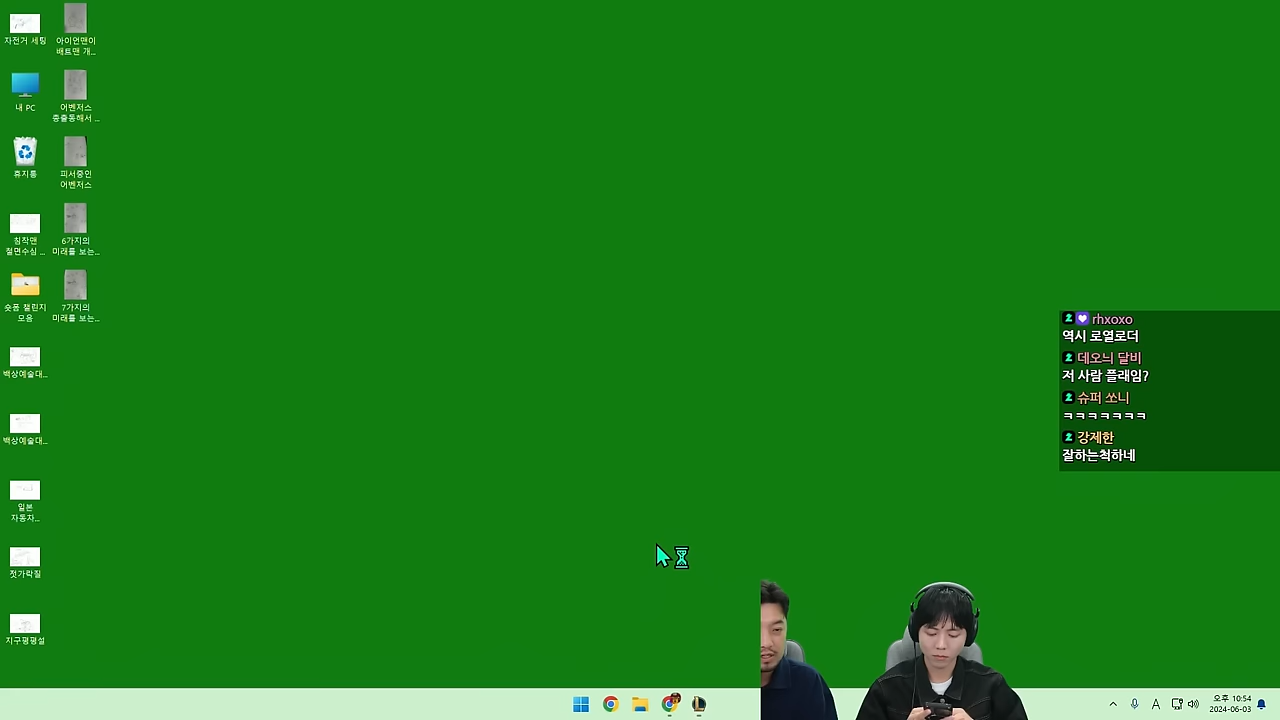 자전거 세팅
아이언맨이
배트맨 개...
내 PC
어벤저스
총출동해서 ...
휴지통
피서중인
어벤저스
침착맨
절면수심 ...
6가지의
미래를 보는...
숏폼 챌린지
모음
7가지의
미래를 보는...
백상예술대...
백상예술대...
일본
자동차...
젓가락질
지구평평설
rhxoxo
역시 로열로더
데오늬 달비
저 사람 플래임?
슈퍼 쏘니
ㅋㅋㅋㅋㅋㅋㅋ
강제한
잘하는척하네
A
오후 10:54
2024-06-03